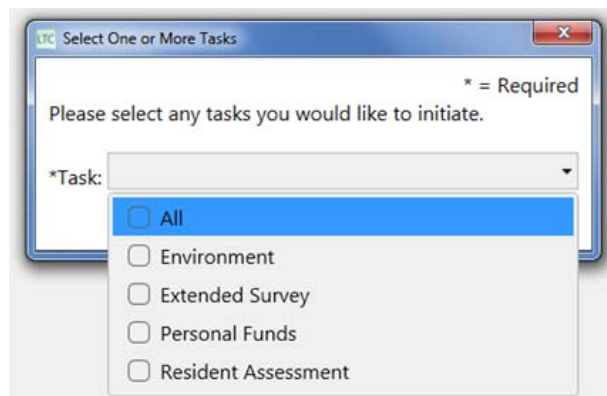 LTC Select One or More Tasks
* = Required
Please select any tasks you would like to initiate.
*Task:
All
Environment
Extended Survey
Personal Funds
Resident Assessment